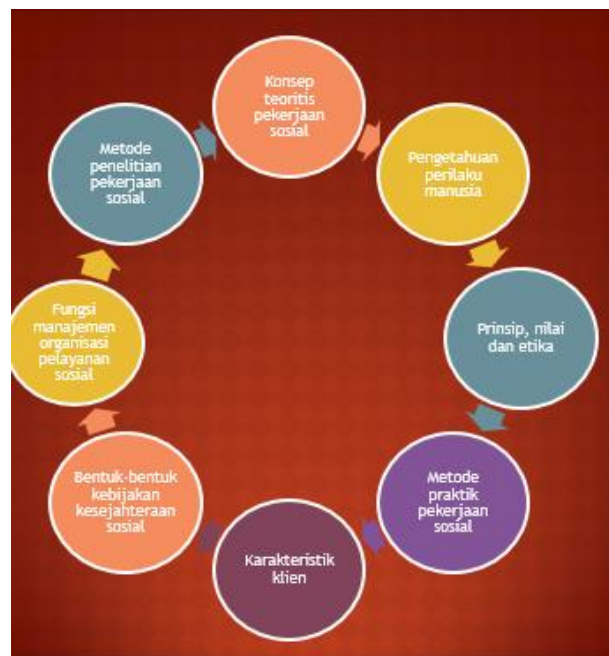 Konsep
teoritis
pekerjaan
sosial
Pengetahuan
perilaku
manusia
Prinsip, nilai
dan etika
Metode
praktik
pekerjaan
sosial
Karakteristik
klien
Bentuk-bentuk
kebijakan
kesejahteraan
sosial
Fungsi
manajemen
organisasi
pelayanan
sosial
Metode
penelitian
pekerjaan
sosial